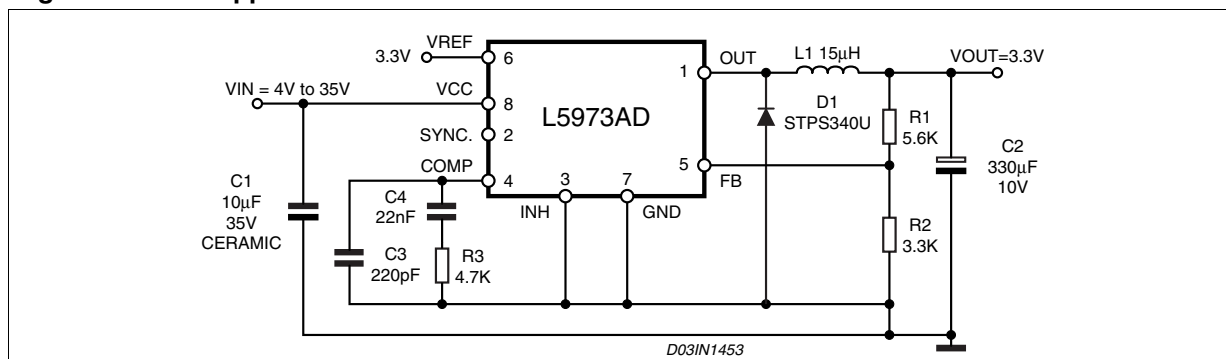 VREF
3.3V
6
VIN = 4V to 35V
VCC
8
SYNC.
2
COMP
4
L5973AD
1
OUT
L1 15µH
VOUT=3.3V
D1
STPS340U
R1
5.6K
C2
330µF
10V
5
FB
3
INH
7
GND
R2
3.3K
C1
10µF
35V
CERAMIC
C4
22nF
C3
220pF
R3
4.7K
D03IN1453